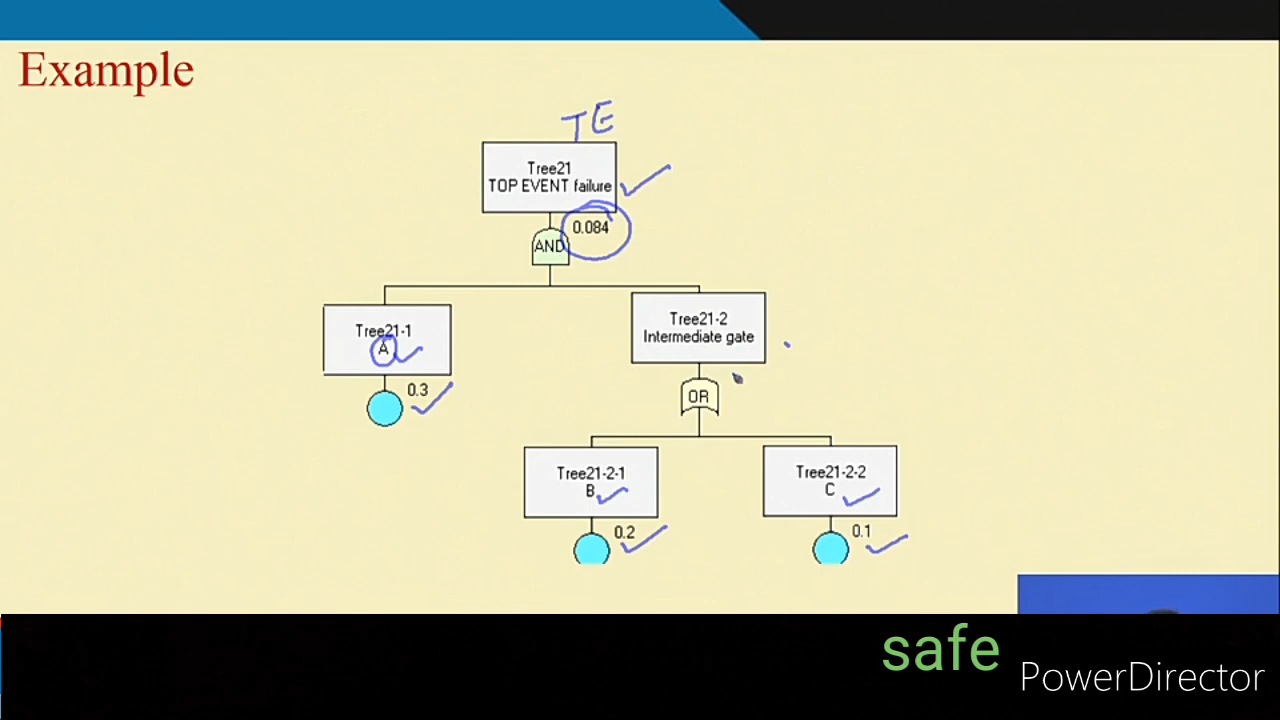 Example
TE
Tree21
TOP EVENT failure
0.084
AND
Tree21-1
A
0.3
Tree21-2
Intermediate gate
OR
Tree21-2-1
B
0.2
Tree21-2-2
C
0.1
safe
PowerDirector